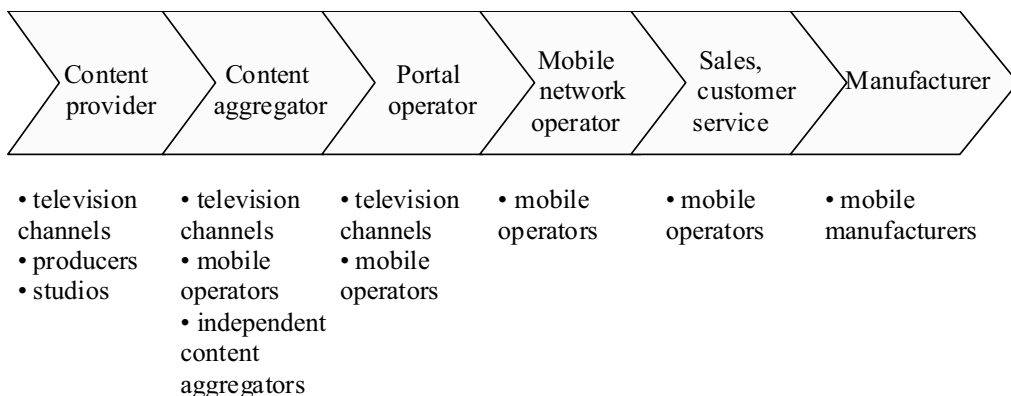 Content
provider
Content
aggregator
Portal
operator
Mobile
network
operator
Sales,
customer
service
Manufacturer
• television
channels
• producers
• studios
• television
channels
• mobile
operators
• independent
content
aggregators
• television
channels
• mobile
operators
• mobile
operators
• mobile
operators
• mobile
manufacturers